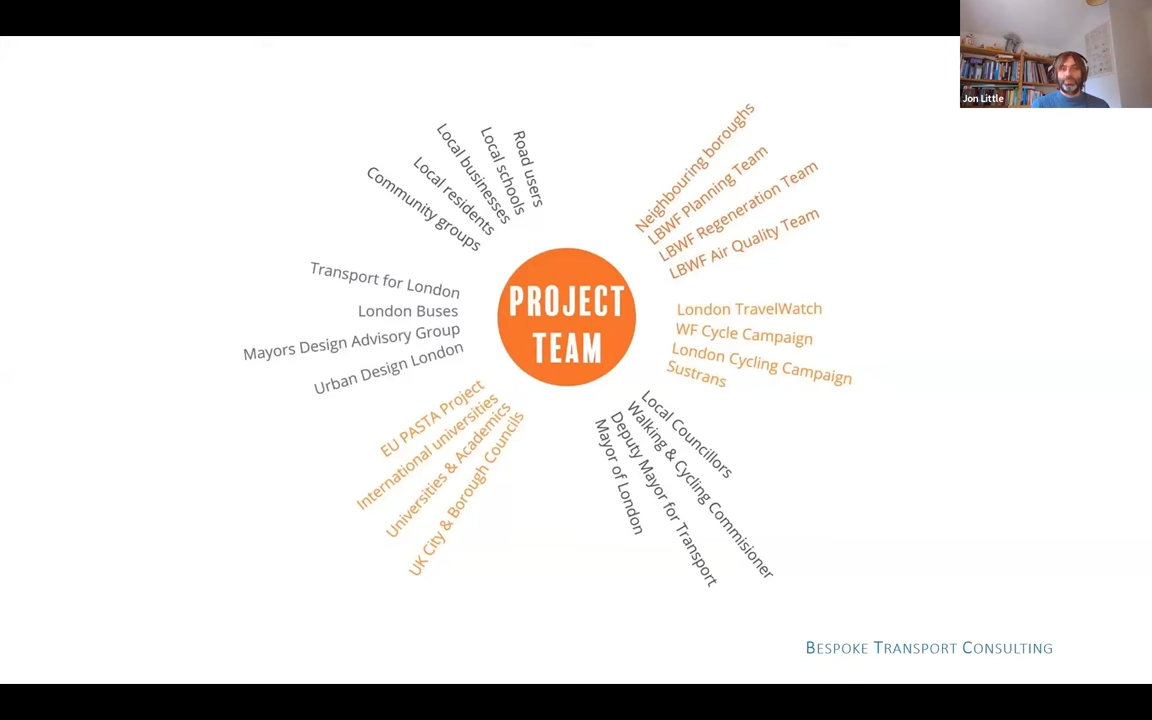 Jon Little
Road users
Local schools
Local businesses
Local residents
Community groups
Neighbouring boroughs
LBWF Planning Team
LBWF Regeneration Team
LBWF Air Quality Team
Transport for London
London Buses
Mayors Design Advisory Group
Urban Design London
PROJECT
TEAM
London TravelWatch
WF Cycle Campaign
London Cycling Campaign
Sustrans
EU PASTA Project
International universities
Universities & Academics
UK City & Borough Councils
Local Councillors
Walking & Cycling Commisioner
Deputy Mayor for Transport
Mayor of London
BESPOKE TRANSPORT CONSULTING